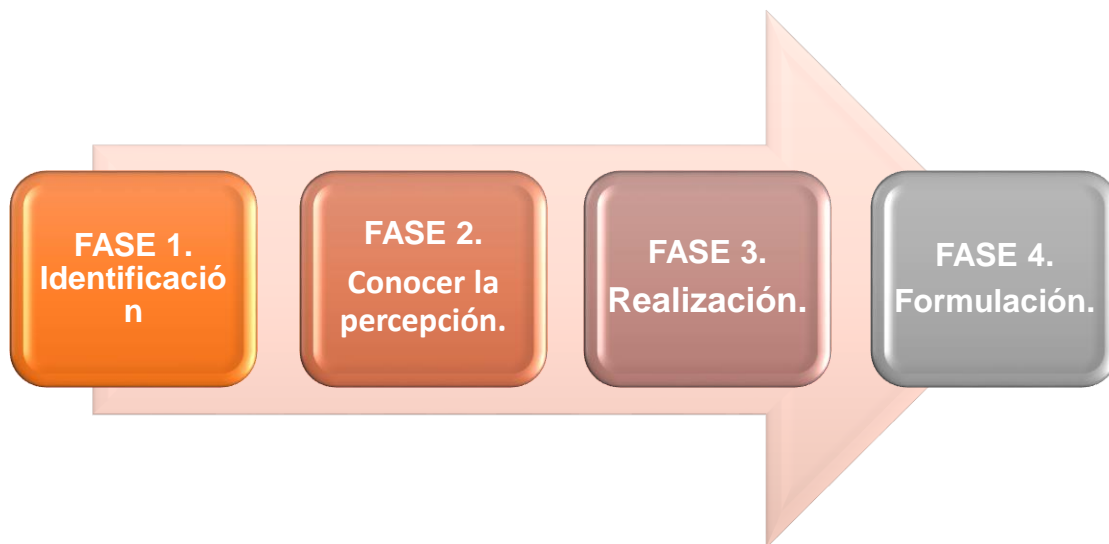 FASE 1.
Identificació
n
FASE 2.
Conocer la
percepción.
FASE 3.
Realización.
FASE 4.
Formulación.